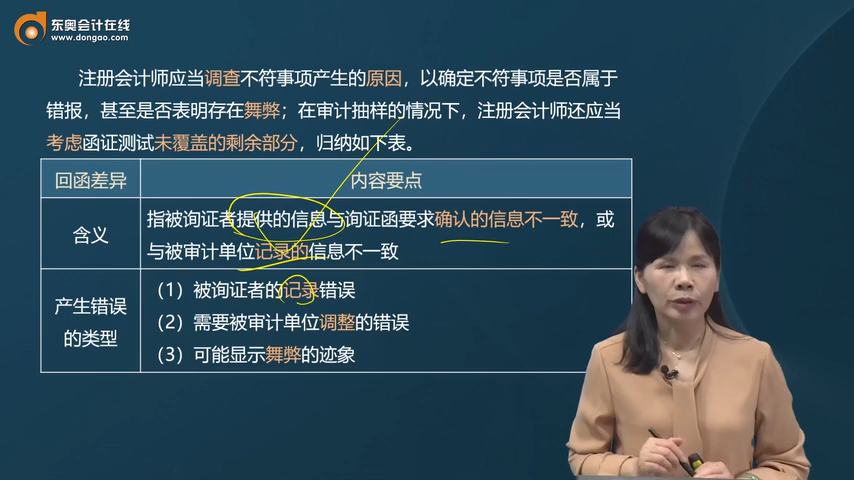 东奥会计在线
www.dongao.com
注册会计师应当调查不符事项产生的原因，以确定不符事项是否属于
错报，甚至是否表明存在舞弊；在审计抽样的情况下，注册会计师还应当
考虑函证测试未覆盖的剩余部分，归纳如下表。
回函差异 内容要点
含义
指被询证者提供的信息与询证函要求确认的信息不一致，或
与被审计单位记录的信息不一致
产生错误
的类型
（1）被询证者的记录错误
（2）需要被审计单位调整的错误
（3）可能显示舞弊的迹象